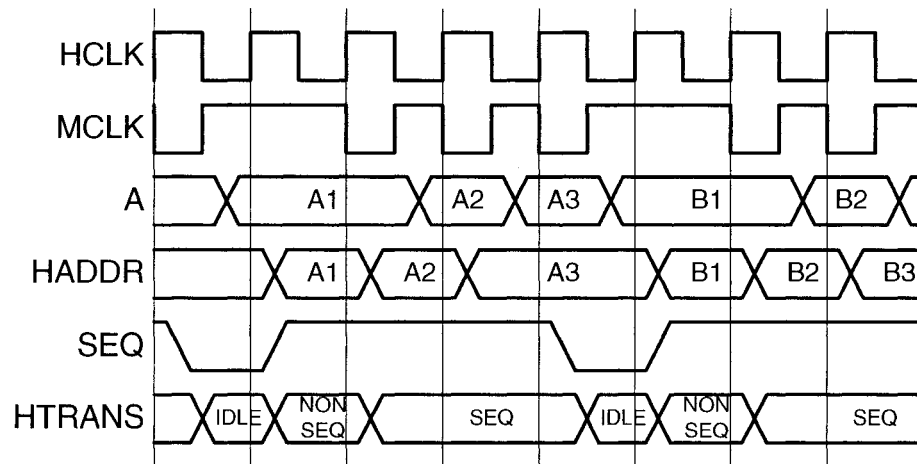 HCLK
MCLK
A A1 A2 A3 B1 B2
HADDR A1 A2 A3 B1 B2 B3
SEQ
HTRANS IDLE NON SEQ SEQ IDLE NON SEQ SEQ